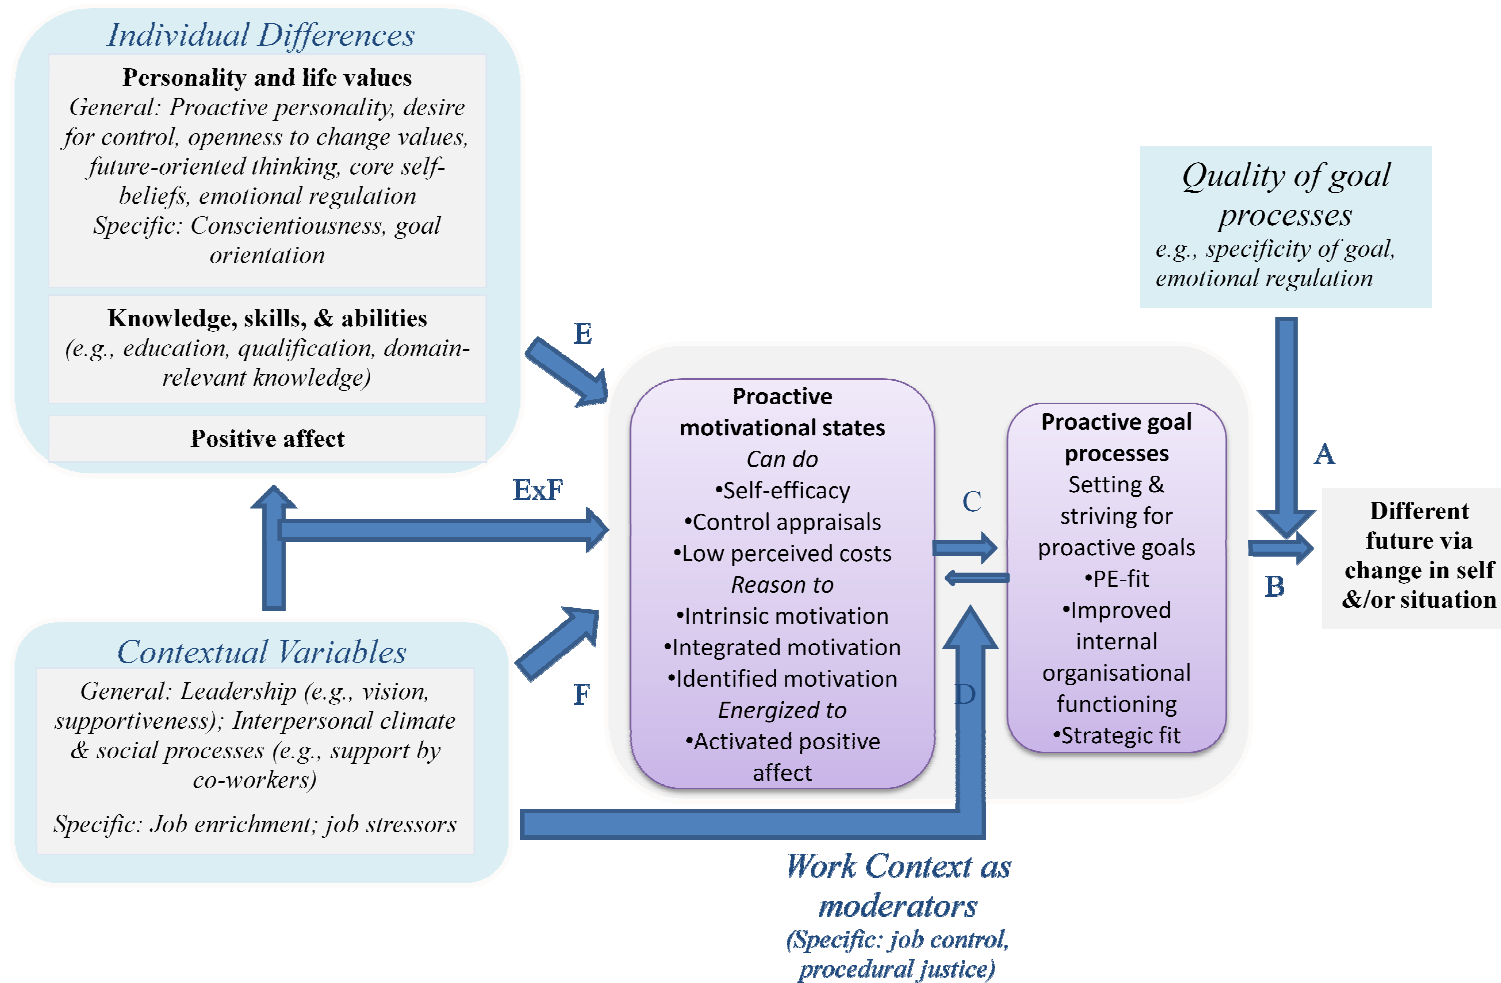 Individual Differences
Personality and life values
General: Proactive personality, desire
for control, openness to change values,
future-oriented thinking, core self-
beliefs, emotional regulation
Specific: Conscientiousness, goal
orientation
Knowledge, skills, & abilities
(e.g., education, qualification, domain-
relevant knowledge)
Positive affect
E
ExF
F
Contextual Variables
General: Leadership (e.g., vision,
supportiveness); Interpersonal climate
& social processes (e.g., support by
co-workers)
Specific: Job enrichment; job stressors
Proactive
motivational states
Can do
•Self-efficacy
•Control appraisals
•Low perceived costs
Reason to
•Intrinsic motivation
•Integrated motivation
•Identified motivation
Energized to
•Activated positive
affect
C
D
Proactive goal
processes
Setting &
striving for
proactive goals
•PE-fit
•Improved
internal
organisational
functioning
•Strategic fit
Quality of goal
processes
e.g., specificity of goal,
emotional regulation
A
B
Different
future via
change in self
&/or situation
Work Context as
moderators
(Specific: job control,
procedural justice)